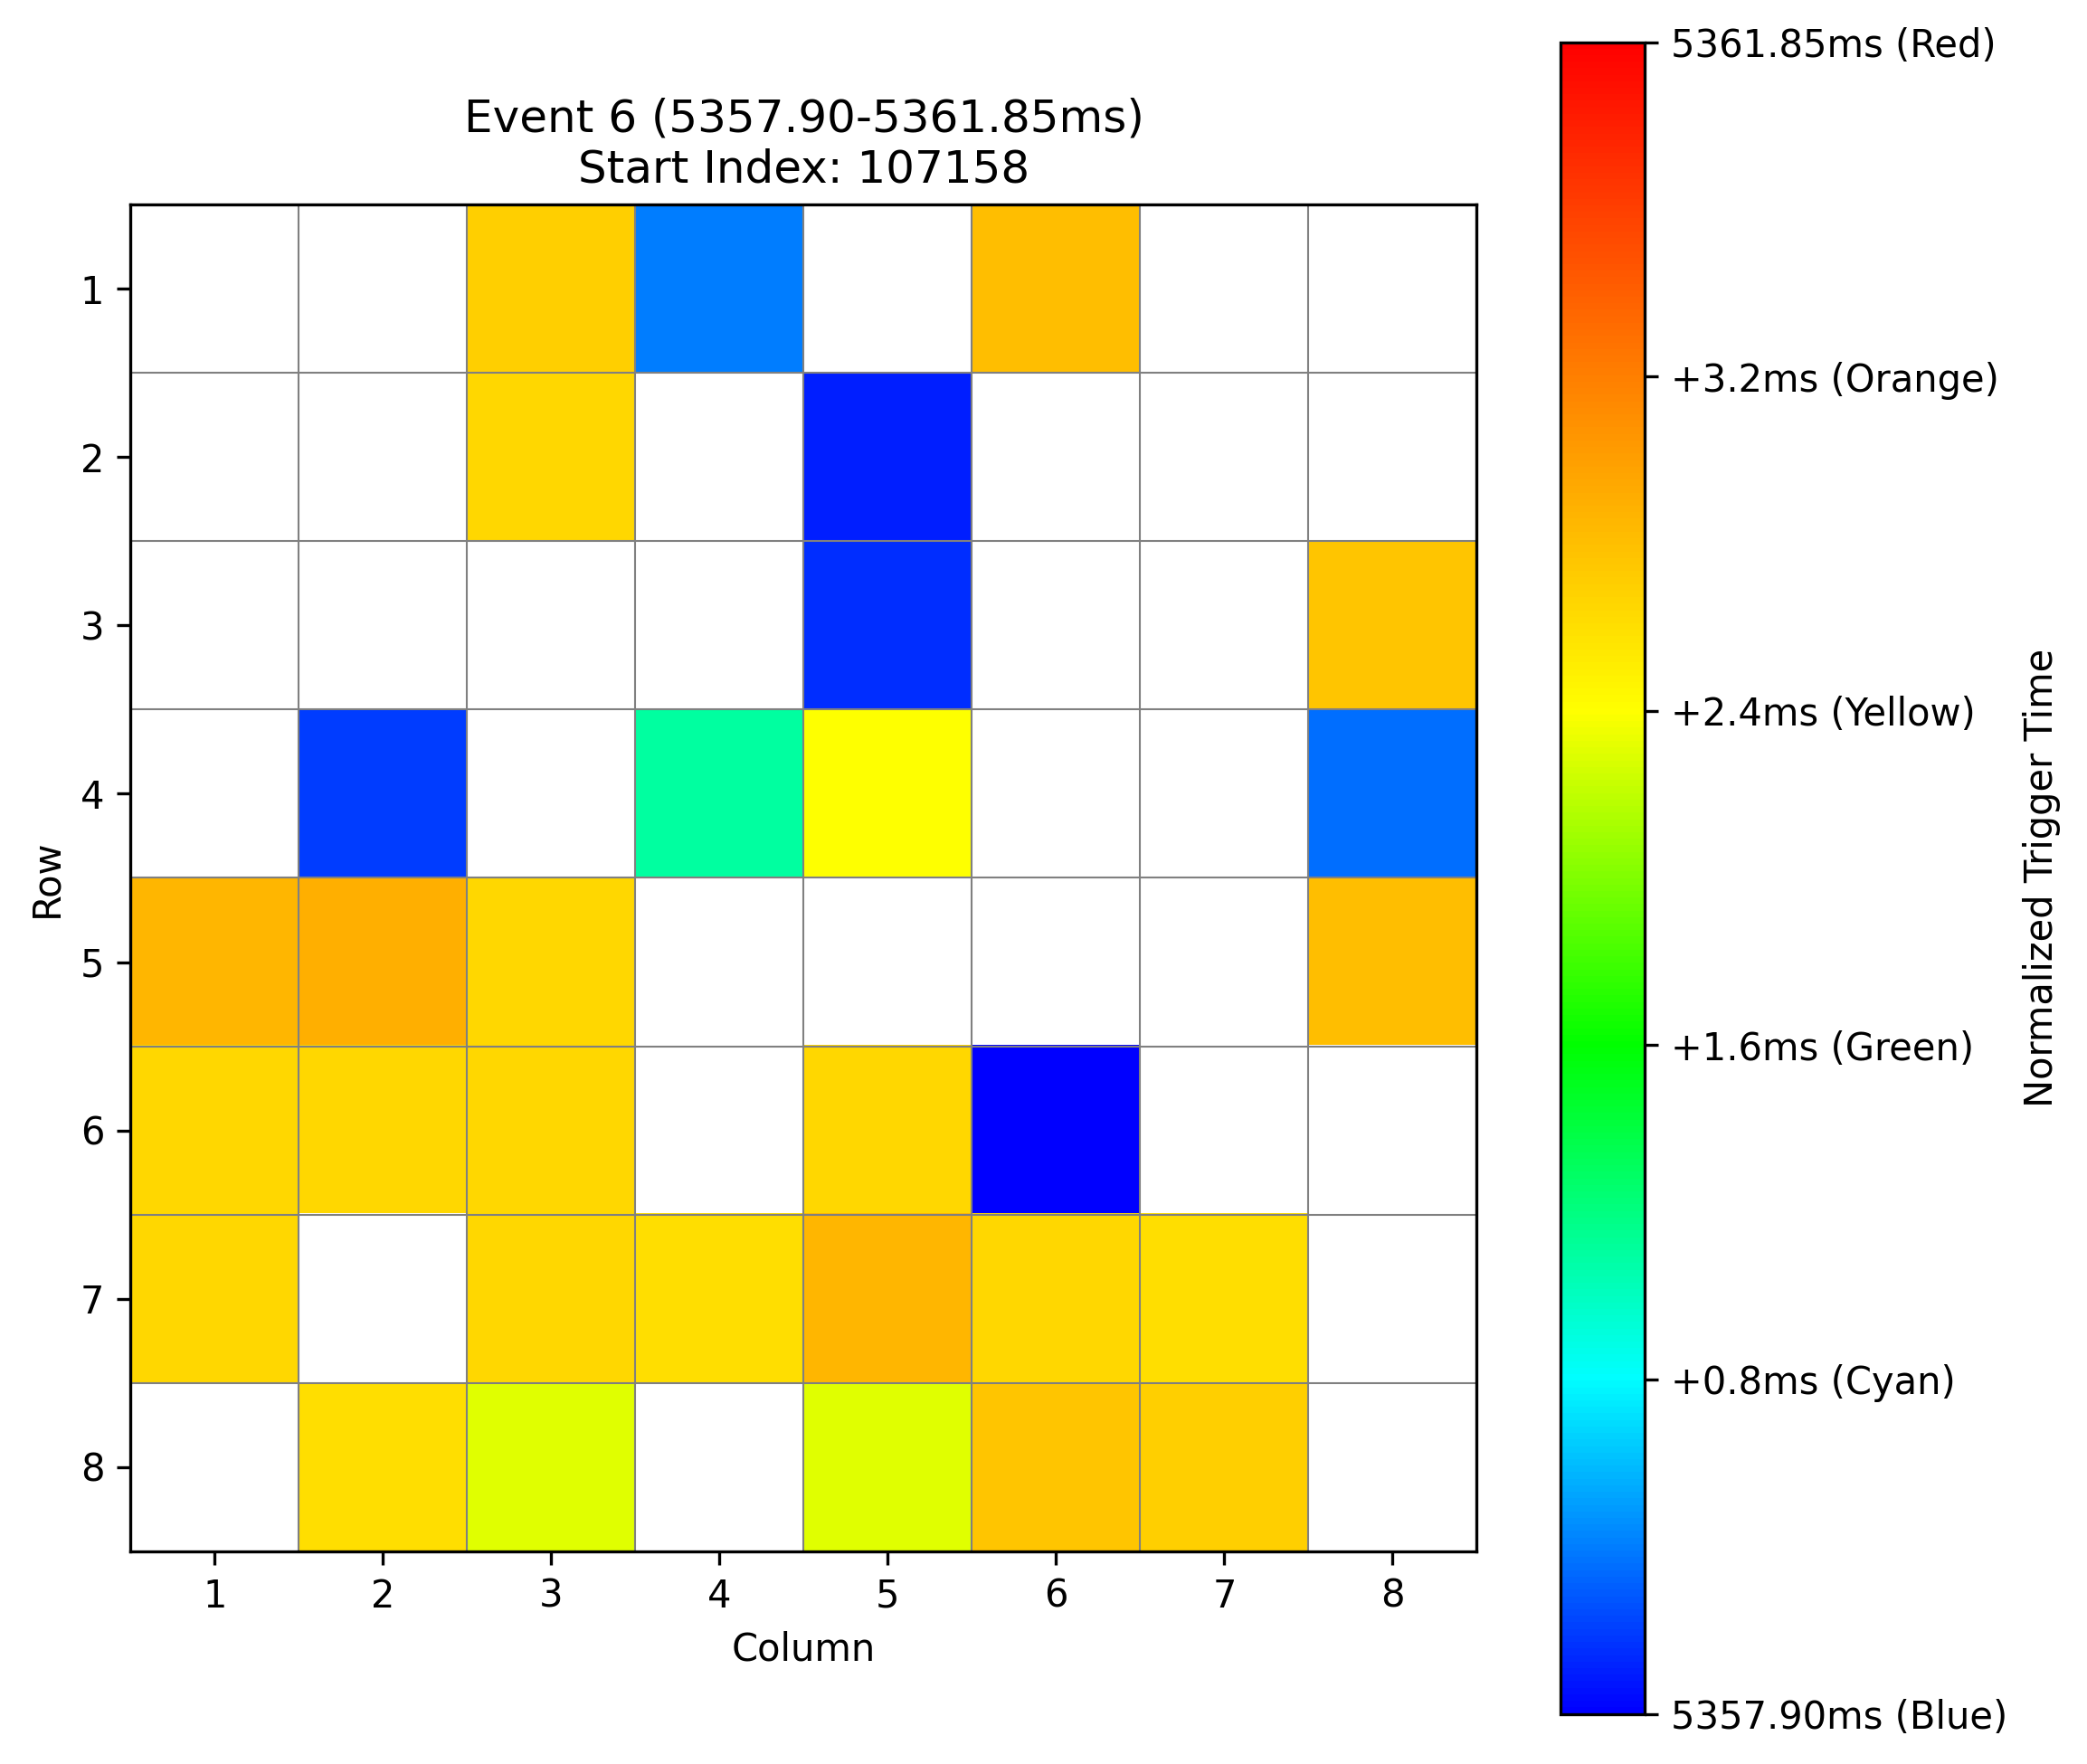 Event 6 (5357.90-5361.85ms)
Start Index: 107158
Row
1
2
3
4
5
6
7
8
1 2 3 4 5 6 7 8
Column
5361.85ms (Red)
+3.2ms (Orange)
+2.4ms (Yellow)
+1.6ms (Green)
+0.8ms (Cyan)
5357.90ms (Blue)
Normalized Trigger Time